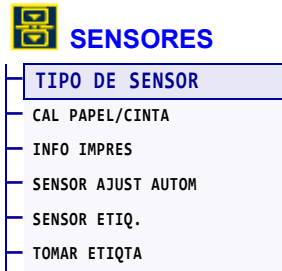 SENSORES
TIPO DE SENSOR
CAL PAPEL/CINTA
INFO IMPRES
SENSOR AJUST AUTOM
SENSOR ETIQ.
TOMAR ETIQTA